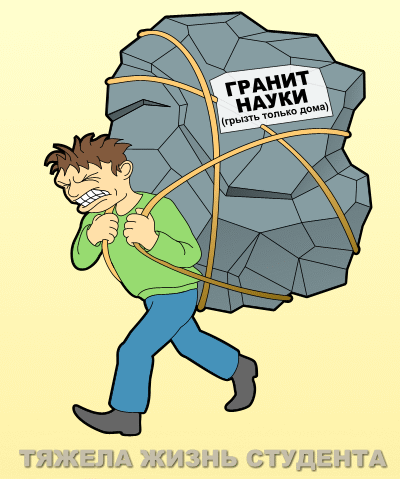 ГРАНИТ
НАУКИ
(грызть только дома)
ТЯЖЕЛА ЖИЗНЬ СТУДЕНТА